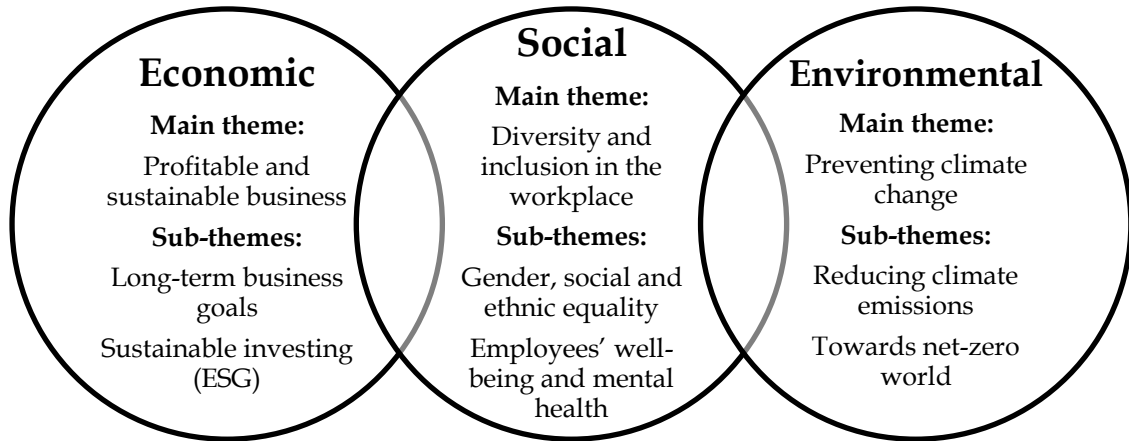 Economic
Main theme:
Profitable and
sustainable business
Sub-themes:
Long-term business
goals
Sustainable investing
(ESG)
Social
Main theme:
Diversity and
inclusion in the
workplace
Sub-themes:
Gender, social and
ethnic equality
Employees’ well-
being and mental
health
Environmental
Main theme:
Preventing climate
change
Sub-themes:
Reducing climate
emissions
Towards net-zero
world